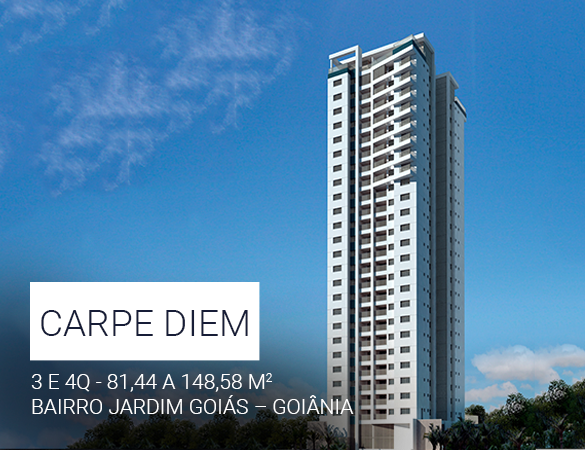 CARPE DIEM
3 E 4Q - 81,44 A 148,58 M²
BAIRRO JARDIM GOIÁS – GOIÂNIA